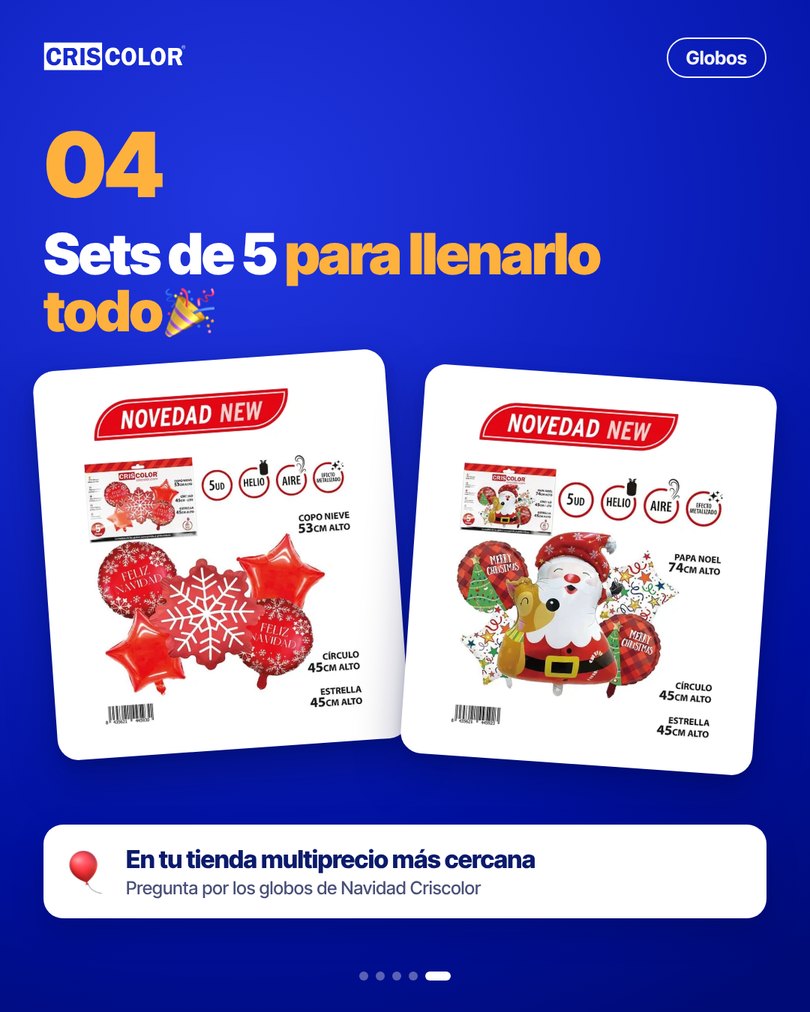 CRISCOLOR®
Globos
04
Sets de 5 para llenarlo
todo
NOVEDAD NEW
CRISCOLOR
5UD
HELIO
AIRE
EFECTO
METALIZADO
COPO NIEVE
53CM ALTO
FELIZ
NAVIDAD
FELIZ
NAVIDAD
CÍRCULO
45CM ALTO
ESTRELLA
45CM ALTO
NOVEDAD NEW
CRISCOLOR
5UD
HELIO
AIRE
EFECTO
METALIZADO
PAPA NOEL
74CM ALTO
MERRY
CHRISTMAS
MERRY
CHRISTMAS
CÍRCULO
45CM ALTO
ESTRELLA
45CM ALTO
En tu tienda multiprecio más cercana
Pregunta por los globos de Navidad Criscolor